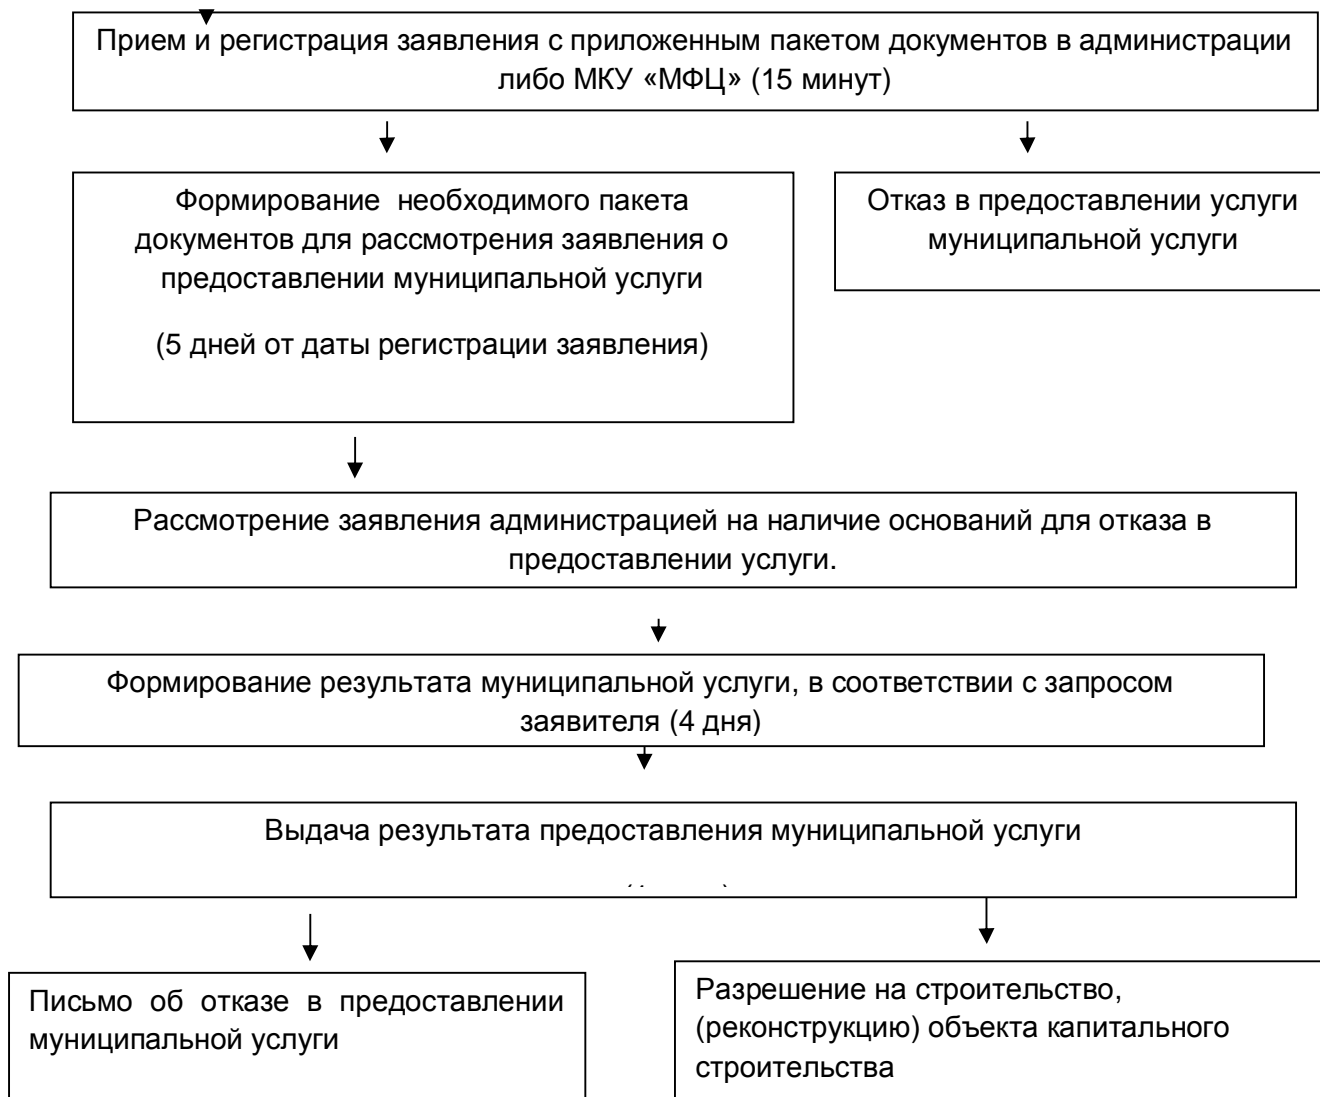 Прием и регистрация заявления с приложенным пакетом документов в администрации
либо МКУ «МФЦ» (15 минут)
Формирование необходимого пакета
документов для рассмотрения заявления о
предоставлении муниципальной услуги
(5 дней от даты регистрации заявления)
Отказ в предоставлении услуги
муниципальной услуги
Рассмотрение заявления администрацией на наличие оснований для отказа в
предоставлении услуги.
Формирование результата муниципальной услуги, в соответствии с запросом
заявителя (4 дня)
Выдача результата предоставления муниципальной услуги
Письмо об отказе в предоставлении
муниципальной услуги
Разрешение на строительство,
(реконструкцию) объекта капитального
строительства